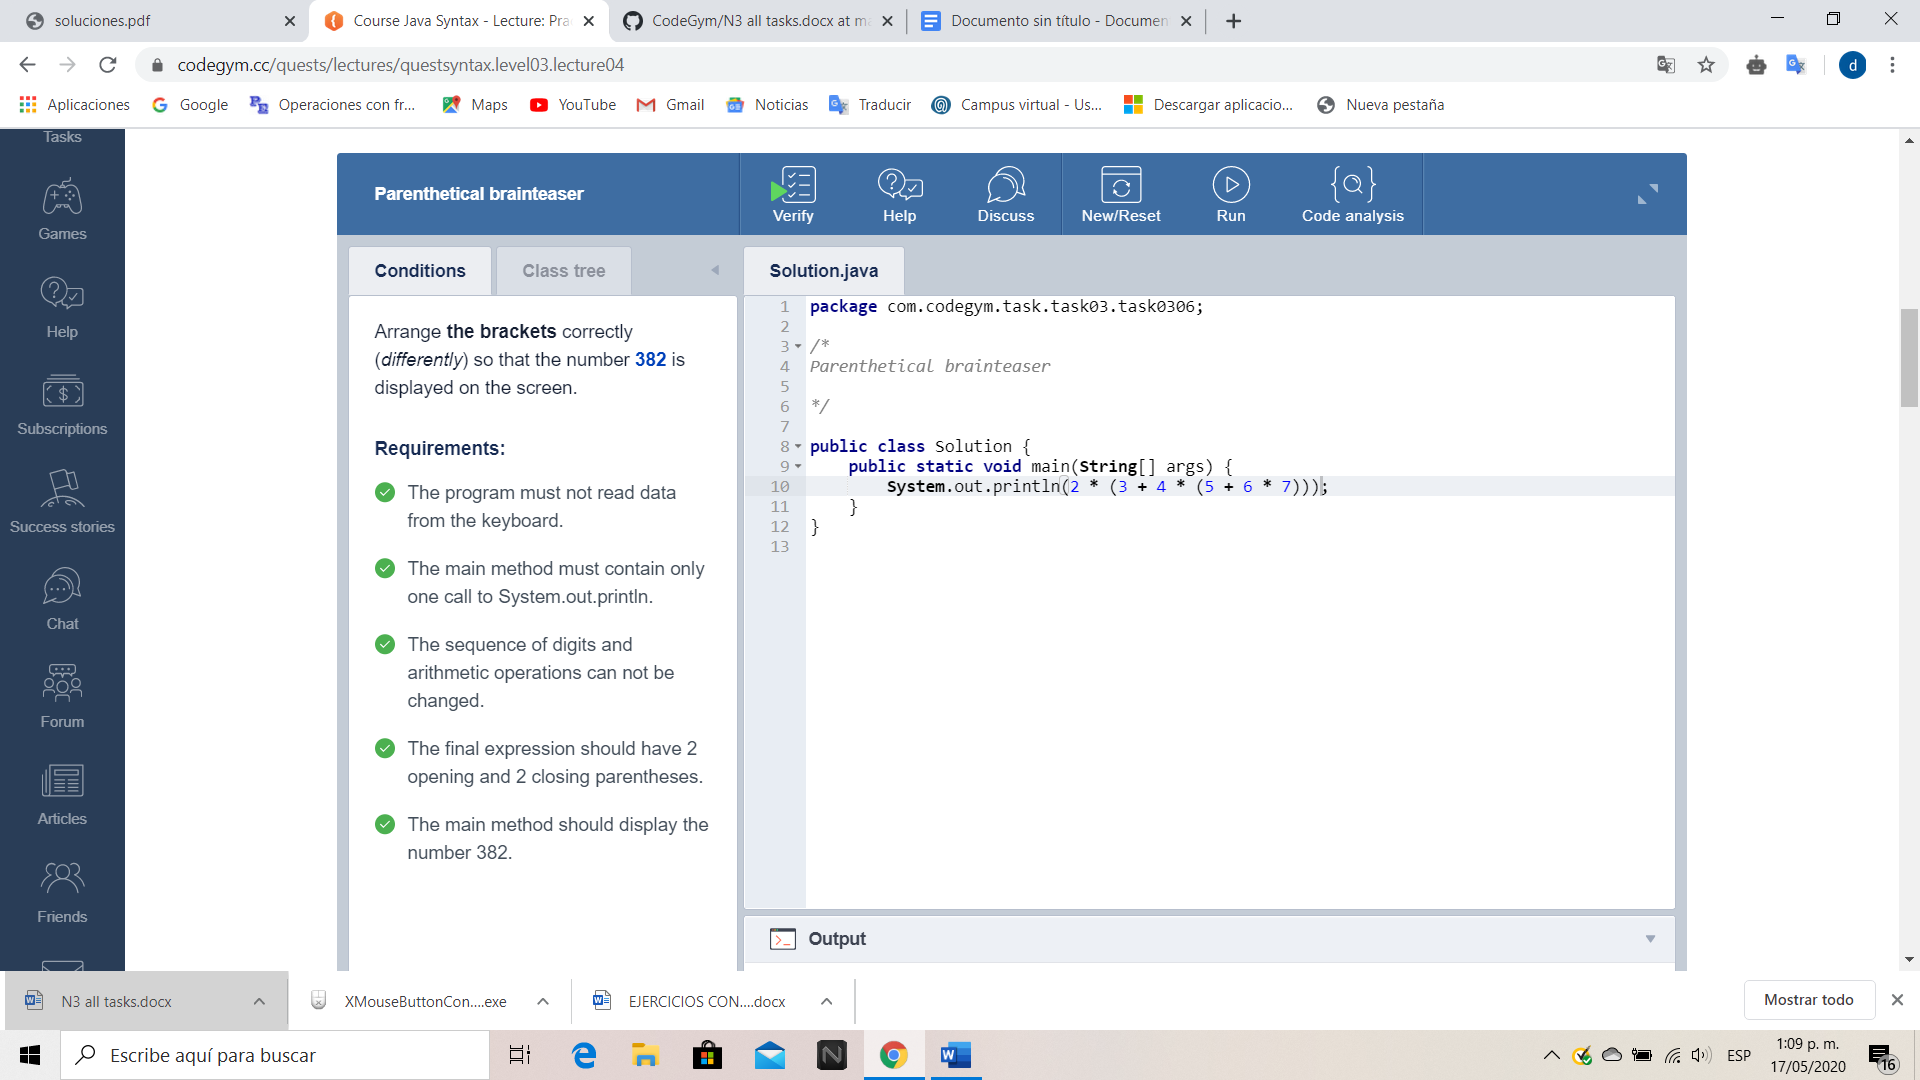 soluciones.pdf
Course Java Syntax - Lecture: Pra
CodeGym/N3 all tasks.docx at ma
Documento sin título - Documen
codegym.cc/quests/lectures/questsyntax.level03.lecture04
d
Aplicaciones
Google
Operaciones con fr...
Maps
YouTube
Gmail
Noticias
Traducir
Campus virtual - Us...
Descargar aplicacio...
Nueva pestaña
Tasks
Games
Help
Subscriptions
Success stories
Chat
Forum
Articles
Friends
Parenthetical brainteaser
Verify
Help
Discuss
New/Reset
Run
Code analysis
Conditions
Class tree
Arrange the brackets correctly
(differently) so that the number 382 is
displayed on the screen.
Requirements:
The program must not read data
from the keyboard.
The main method must contain only
one call to System.out.println.
The sequence of digits and
arithmetic operations can not be
changed.
The final expression should have 2
opening and 2 closing parentheses.
The main method should display the
number 382.
Solution.java
1 package com.codegym.task.task03.task0306;
2
3 /*
4 Parenthetical brainteaser
5
6 */
7
8 public class Solution {
9 public static void main(String[] args) {
10 System.out.println(2 * (3 + 4 * (5 + 6 * 7)));
11 }
12 }
13
Output
N3 all tasks.docx
XMouseButtonCon....exe
EJERCICIOS CON....docx
Mostrar todo
Escribe aquí para buscar
ESP
1:09 p. m.
17/05/2020
16